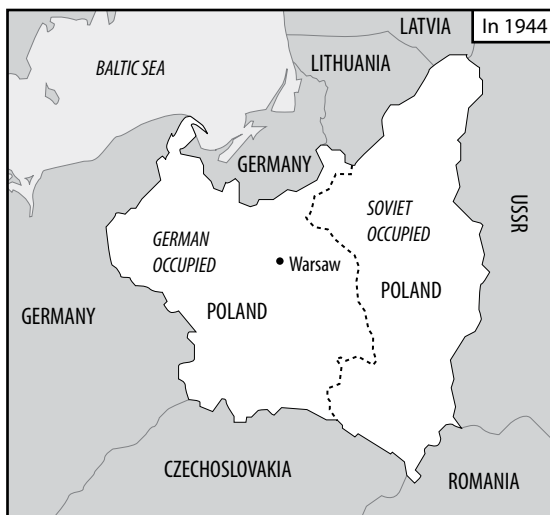 LATVIA
In 1944
BALTIC SEA
LITHUANIA
GERMANY
USSR
SOVIET
OCCUPIED
GERMAN
OCCUPIED
Warsaw
POLAND
POLAND
GERMANY
CZECHOSLOVAKIA
ROMANIA